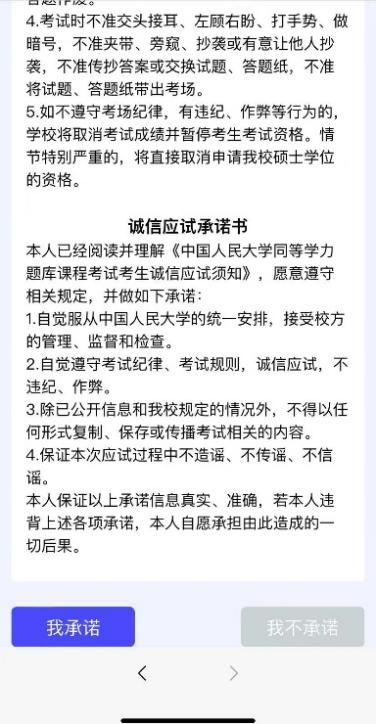 答题作废。
4.考试时不准交头接耳、左顾右盼、打手势、做
暗号，不准夹带、旁窥、抄袭或有意让他人抄
袭，不准传抄答案或交换试题、答题纸，不准
将试题、答题纸带出考场。
5.如不遵守考场纪律，有违纪、作弊等行为的，
学校将取消考试成绩并暂停考生考试资格。情
节特别严重的，将直接取消申请我校硕士学位
的资格。
诚信应试承诺书
本人已经阅读并理解《中国人民大学同等学力
题库课程考试考生诚信应试须知》，愿意遵守
相关规定，并做如下承诺：
1.自觉服从中国人民大学的统一安排，接受校方
的管理、监督和检查。
2.自觉遵守考试纪律、考试规则，诚信应试，不
违纪、作弊。
3.除已公开信息和我校规定的情况外，不得以任
何形式复制、保存或传播考试相关的内容。
4.保证本次应试过程中不造谣、不传谣、不信
谣。
本人保证以上承诺信息真实、准确，若本人违
背上述各项承诺，本人自愿承担由此造成的一
切后果。
我承诺
我不承诺